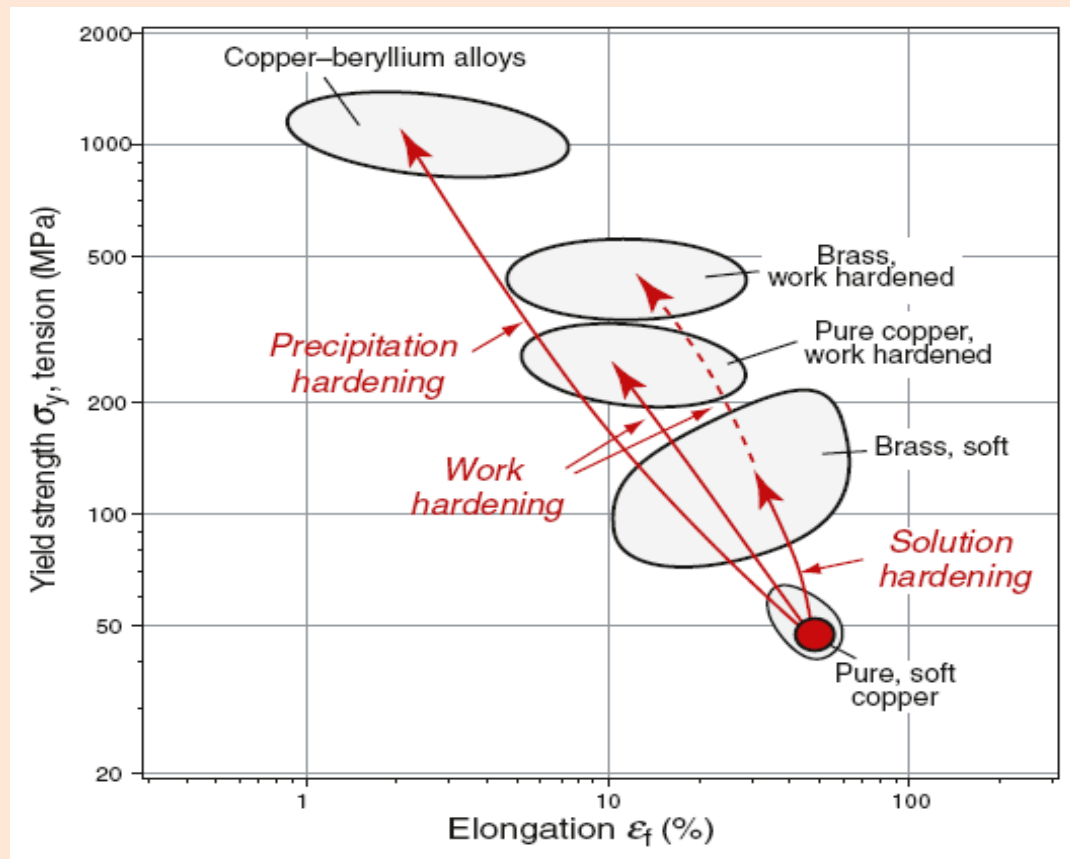 2000
Copper–beryllium alloys
1000
500
Brass,
work hardened
Pure copper,
work hardened
Precipitation
hardening
200
Brass, soft
Work
hardening
100
Solution
hardening
50
Pure, soft
copper
20
1
10
100
Yield strength σy, tension (MPa)
Elongation εf (%)